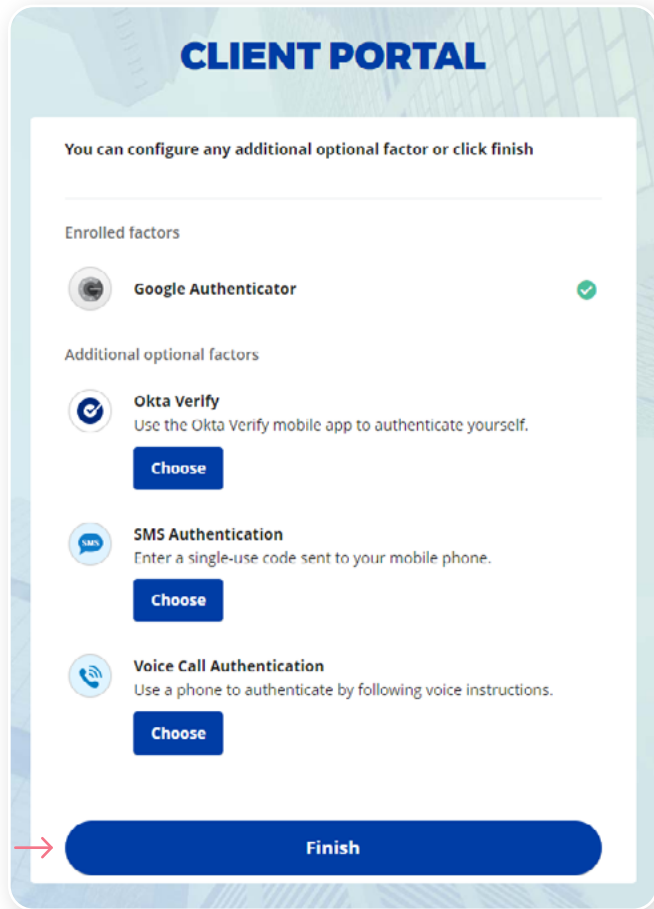 CLIENT PORTAL
You can configure any additional optional factor or click finish
Enrolled factors
Google Authenticator
Additional optional factors
Okta Verify
Use the Okta Verify mobile app to authenticate yourself.
Choose
SMS
SMS Authentication
Enter a single-use code sent to your mobile phone.
Choose
Voice Call Authentication
Use a phone to authenticate by following voice instructions.
Choose
Finish